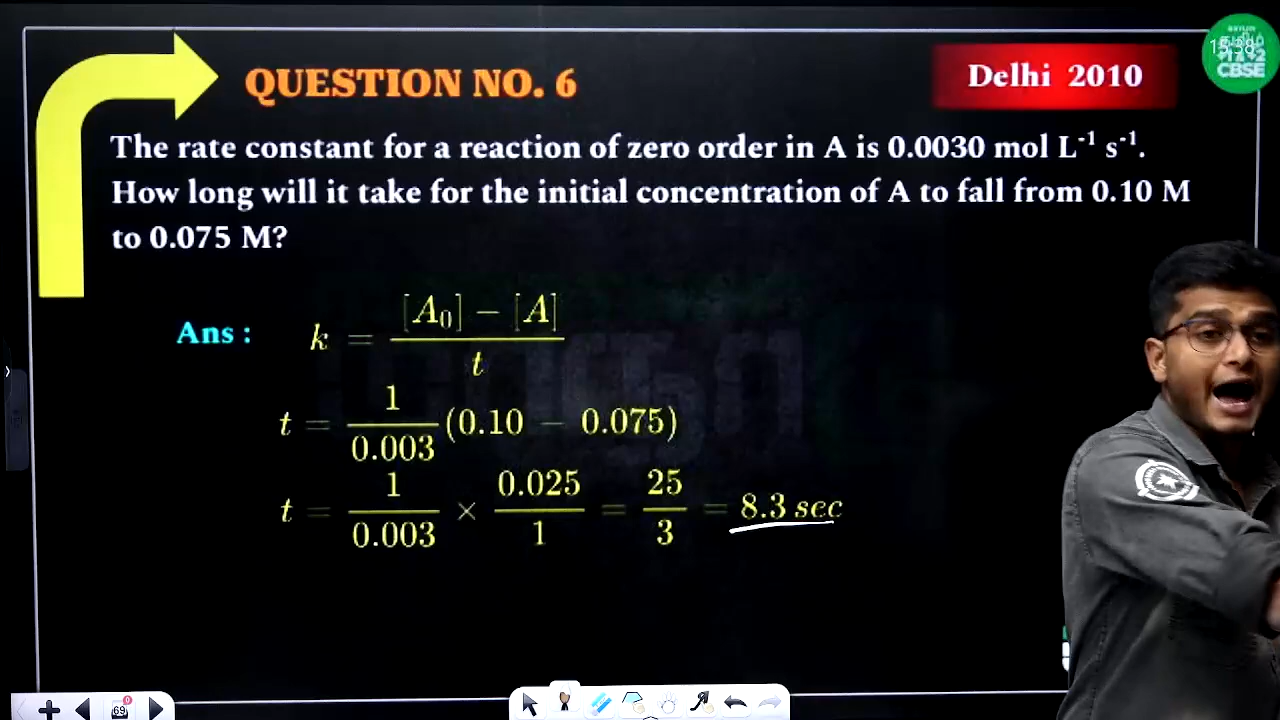 QUESTION NO. 6
Delhi 2010
CBSE
The rate constant for a reaction of zero order in A is 0.0030 mol L⁻¹ s⁻¹.
How long will it take for the initial concentration of A to fall from 0.10 M
to 0.075 M?
Ans : k = ([A₀] − [A]) / t
t = 1/0.003 (0.10 − 0.075)
t = 1/0.003 × 0.025/1 = 25/3 = 8.3 sec
69